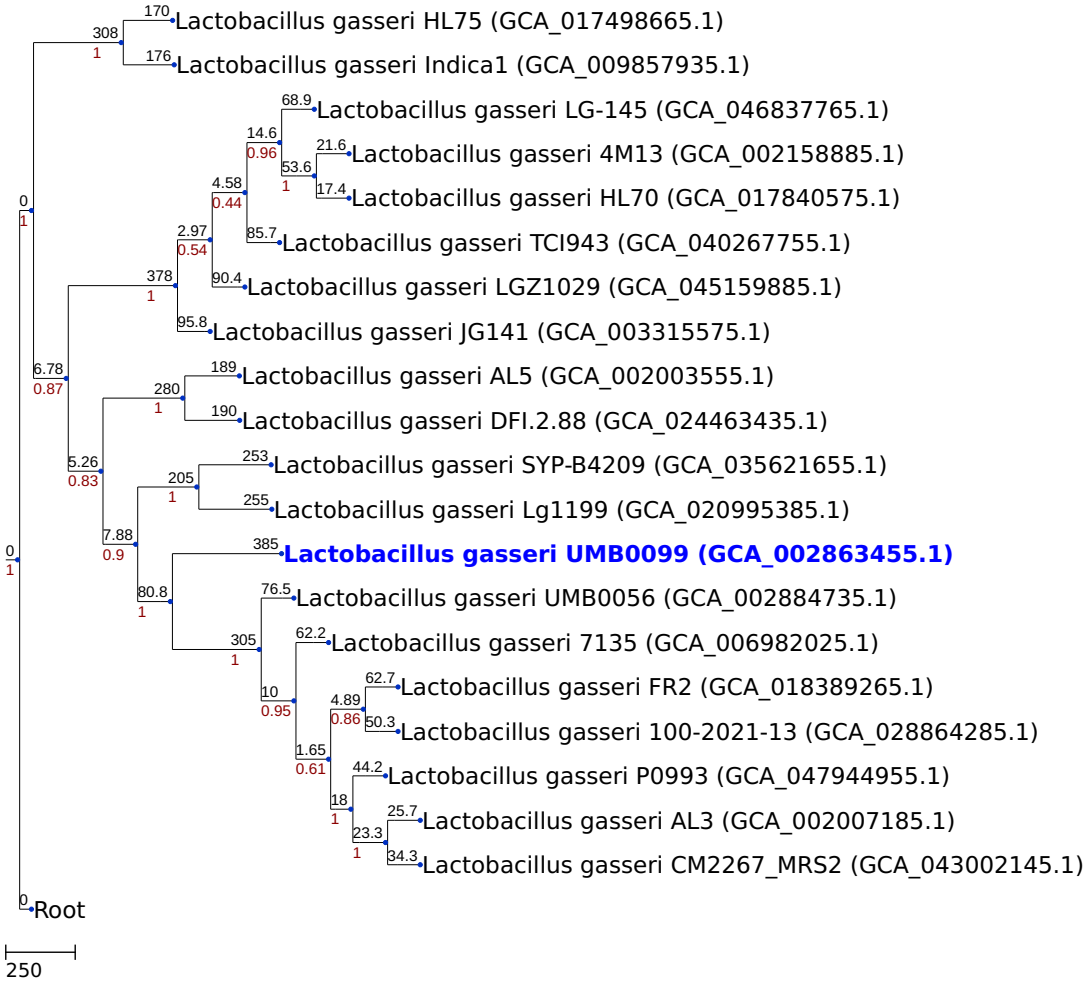 170
Lactobacillus gasseri HL75 (GCA_017498665.1)
308
1
176
Lactobacillus gasseri Indica1 (GCA_009857935.1)
68.9
Lactobacillus gasseri LG-145 (GCA_046837765.1)
14.6
0.96
21.6
Lactobacillus gasseri 4M13 (GCA_002158885.1)
53.6
1
17.4
Lactobacillus gasseri HL70 (GCA_017840575.1)
4.58
0.44
0
1
2.97
0.54
85.7
Lactobacillus gasseri TCI943 (GCA_040267755.1)
378
1
90.4
Lactobacillus gasseri LGZ1029 (GCA_045159885.1)
95.8
Lactobacillus gasseri JG141 (GCA_003315575.1)
6.78
0.87
189
Lactobacillus gasseri AL5 (GCA_002003555.1)
280
1
190
Lactobacillus gasseri DFI.2.88 (GCA_024463435.1)
5.26
0.83
253
Lactobacillus gasseri SYP-B4209 (GCA_035621655.1)
205
1
255
Lactobacillus gasseri Lg1199 (GCA_020995385.1)
7.88
0.9
0
1
385
Lactobacillus gasseri UMB0099 (GCA_002863455.1)
80.8
1
76.5
Lactobacillus gasseri UMB0056 (GCA_002884735.1)
305
1
62.2
Lactobacillus gasseri 7135 (GCA_006982025.1)
10
0.95
62.7
Lactobacillus gasseri FR2 (GCA_018389265.1)
4.89
0.86
50.3
Lactobacillus gasseri 100-2021-13 (GCA_028864285.1)
1.65
0.61
44.2
Lactobacillus gasseri P0993 (GCA_047944955.1)
18
1
25.7
Lactobacillus gasseri AL3 (GCA_002007185.1)
23.3
1
34.3
Lactobacillus gasseri CM2267_MRS2 (GCA_043002145.1)
0
Root
250